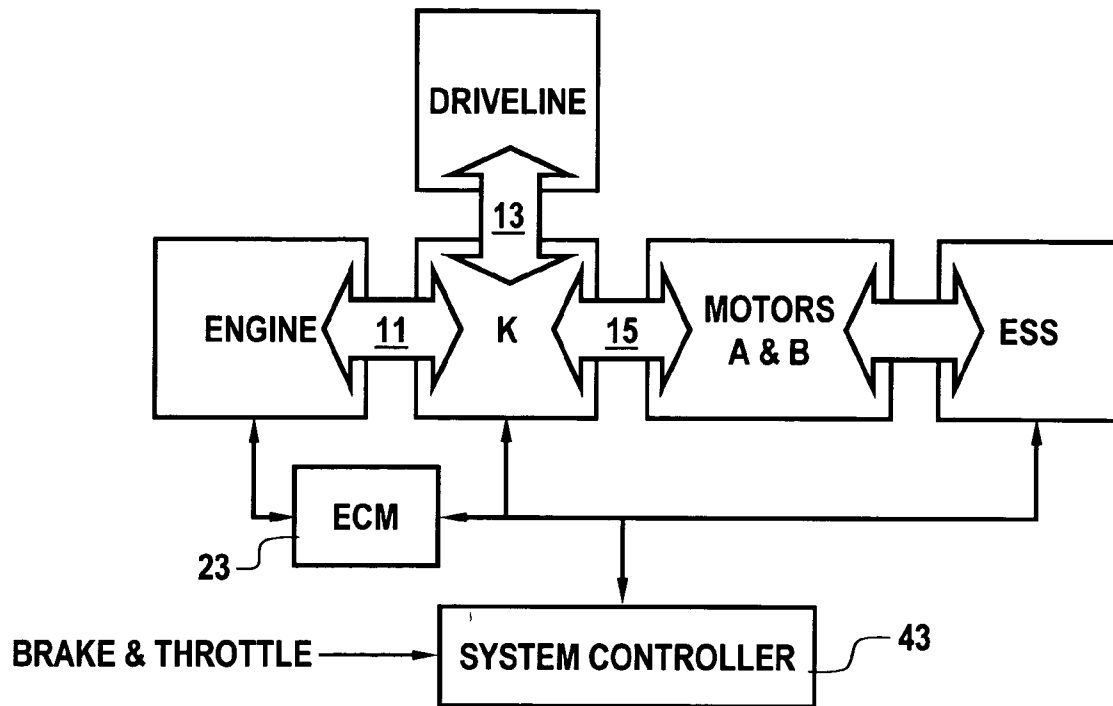 DRIVELINE
13
ENGINE
11
K
15
MOTORS
A & B
ESS
ECM
23
BRAKE & THROTTLE
SYSTEM CONTROLLER
43